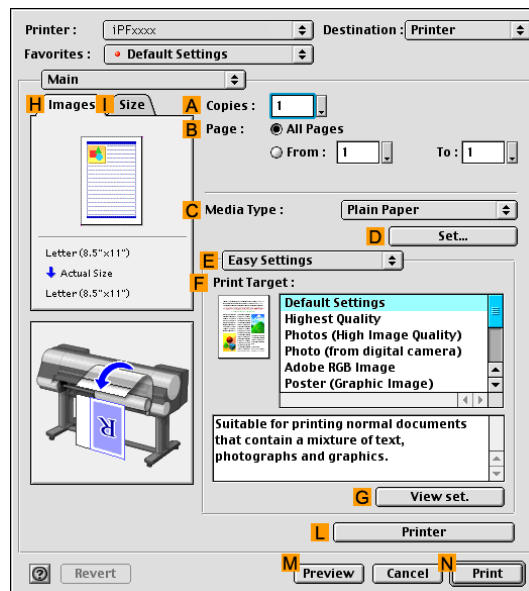 Printer : iPFxxxx Destination : Printer
Favorites : Default Settings
Main
H Images I Size
A Copies : 1
B Page : All Pages
From : 1 To : 1
C Media Type : Plain Paper
D Set...
Letter (8.5"x11")
Actual Size
Letter (8.5"x11")
E Easy Settings
F Print Target :
Default Settings
Highest Quality
Photos (High Image Quality)
Photo (from digital camera)
Adobe RGB Image
Poster (Graphic Image)
R
Suitable for printing normal documents
that contain a mixture of text,
photographs and graphics.
G View set.
L Printer
? Revert M Preview Cancel N Print